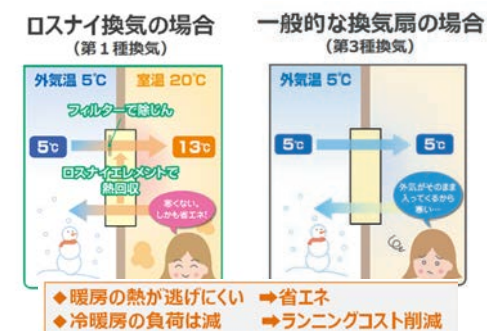 ロスナイ換気の場合
(第1種換気)
外気温 5℃
室温 20℃
フィルターで除じん
5℃
13℃
ロスナイエレメントで
熱回収
寒くない、
しかも省エネ!
一般的な換気扇の場合
(第3種換気)
外気温 5℃
5℃
5℃
外気がそのまま
入ってくるから
寒い…
◆暖房の熱が逃げにくい ➡省エネ
◆冷暖房の負荷は減 ➡ランニングコスト削減